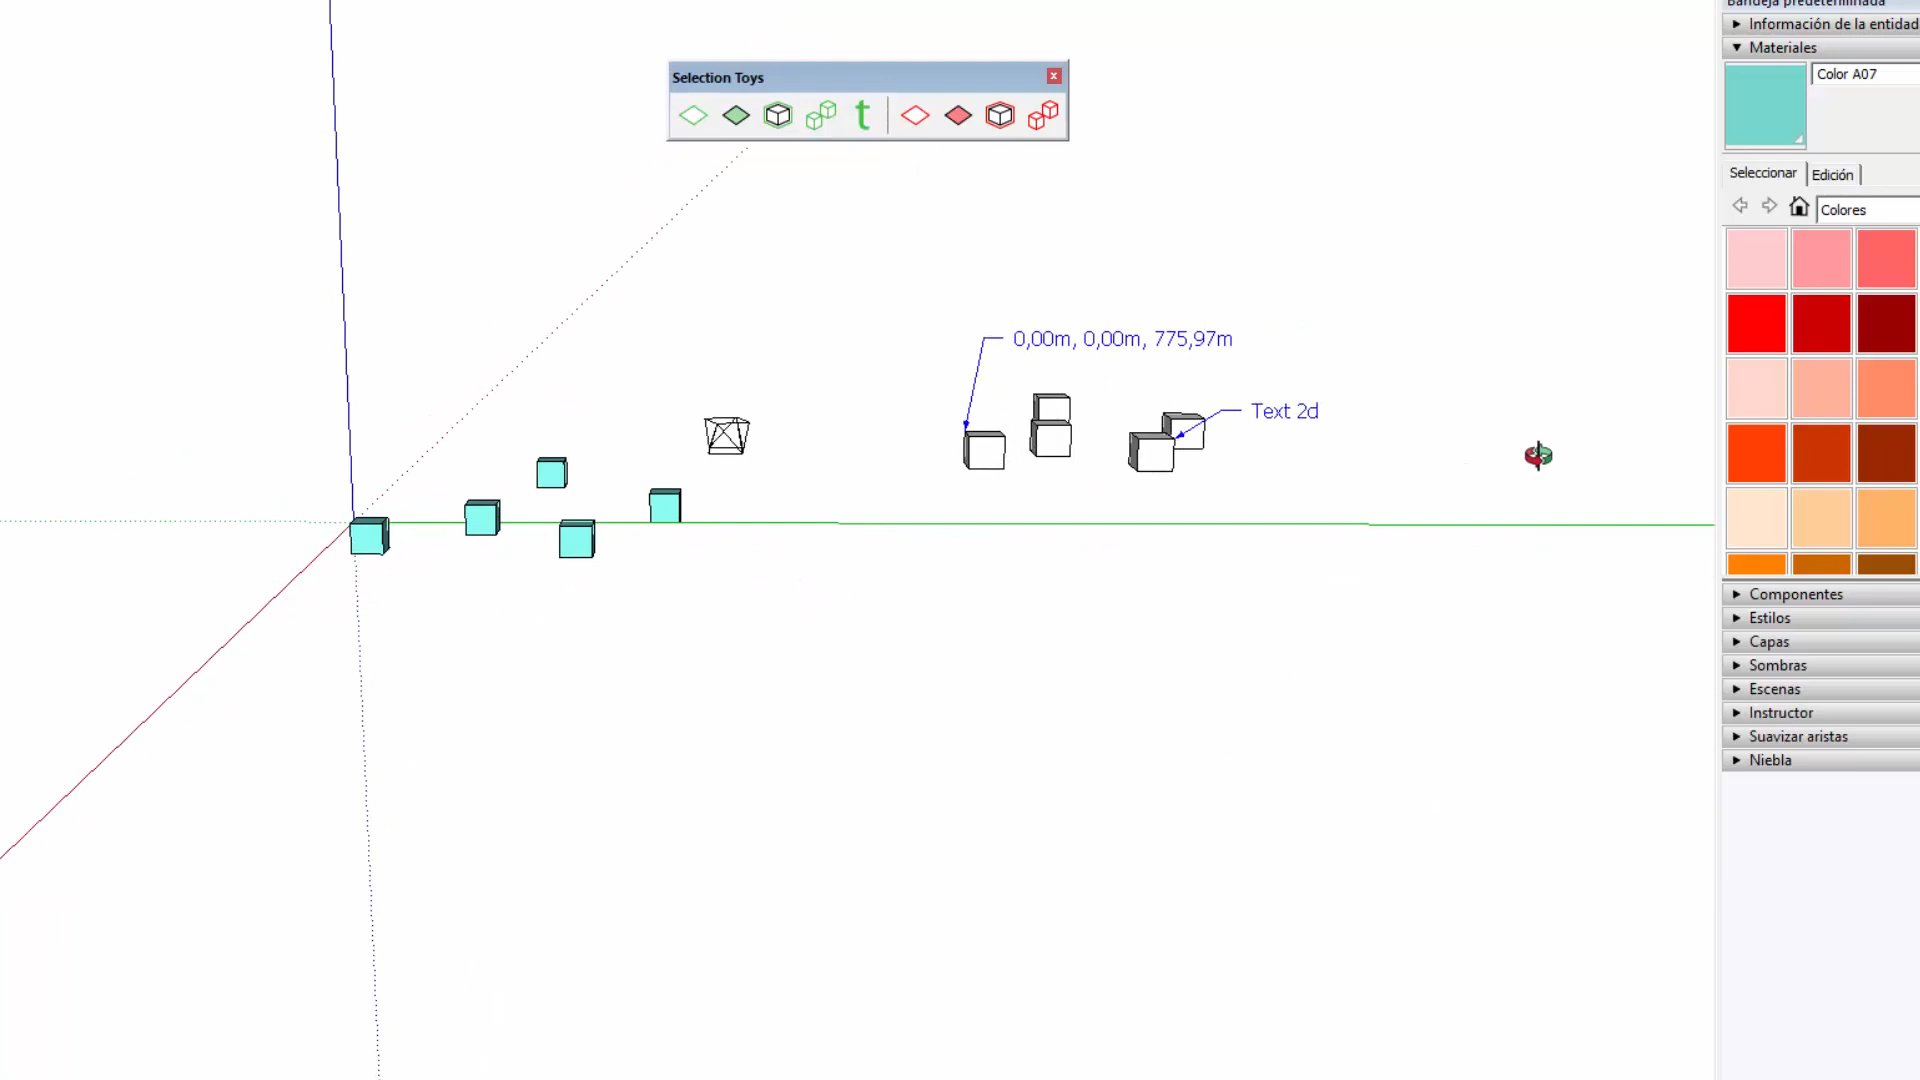 Bandeja predeterminada
Información de la entidad
Materiales
Selection Toys
Color A07
t
Seleccionar
Edición
Colores
0,00m, 0,00m, 775,97m
Text 2d
Componentes
Estilos
Capas
Sombras
Escenas
Instructor
Suavizar aristas
Niebla